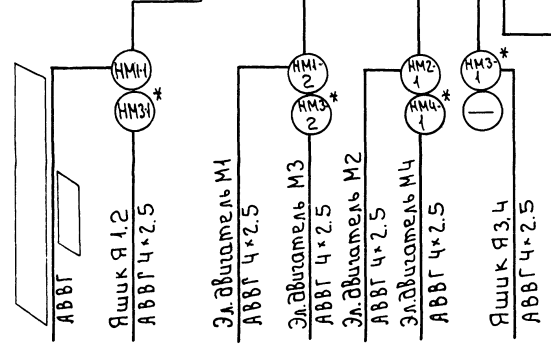 НМ1-1
НМ3-1 *
НМ1-
2
НМ3- *
2
НМ2-
1
НМ4- *
1
НМ3- *
1
—
АВВГ
Ящик Я 1,2
АВВГ 4×2.5
Эл. двигатель М1
АВВГ 4×2.5
Эл. двигатель М3
АВВГ 4×2.5
Эл. двигатель М2
АВВГ 4×2.5
Эл. двигатель М4
АВВГ 4×2.5
Ящик Я 3,4
АВВГ 4×2.5